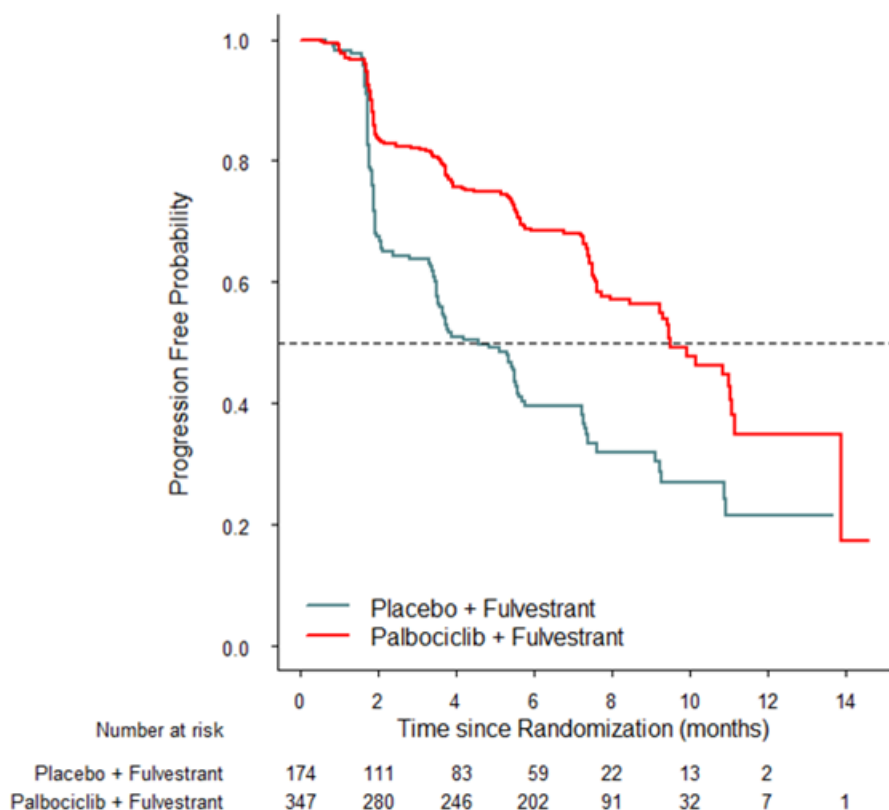 Progression Free Probability
1.0
0.8
0.6
0.4
0.2
0.0
Placebo + Fulvestrant
Palbociclib + Fulvestrant
0 2 4 6 8 10 12 14
Time since Randomization (months)
Number at risk
Placebo + Fulvestrant 174 111 83 59 22 13 2
Palbociclib + Fulvestrant 347 280 246 202 91 32 7 1